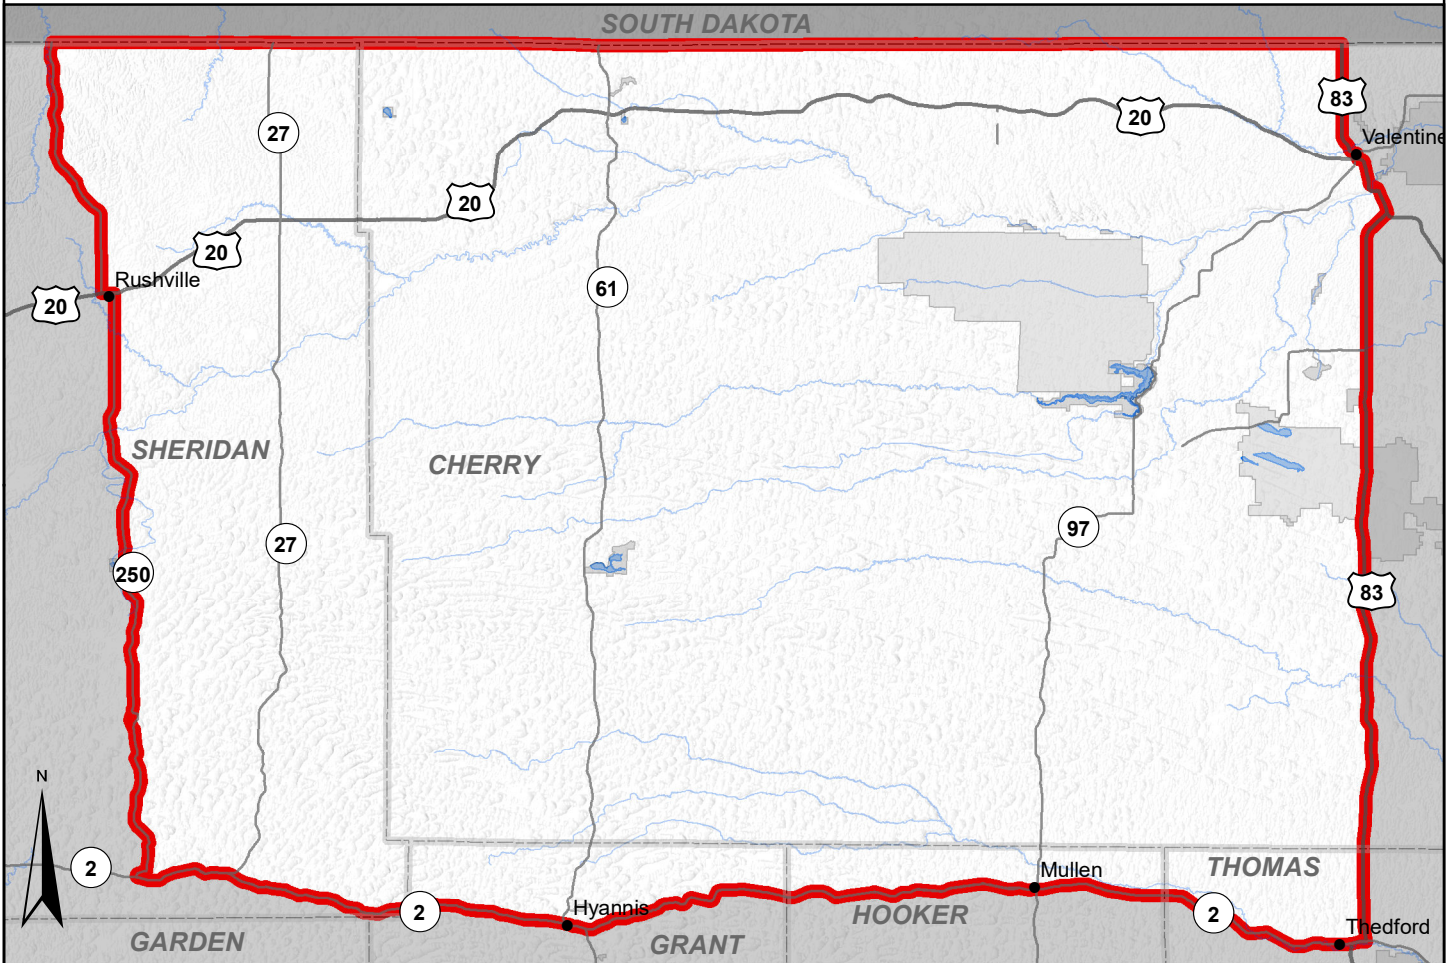 SOUTH DAKOTA
83
20
27
Valentine
20
20
Rushville
61
20
SHERIDAN
CHERRY
97
27
250
83
N
2
Mullen
THOMAS
2
Hyannis
HOOKER
2
Thedford
GARDEN
GRANT